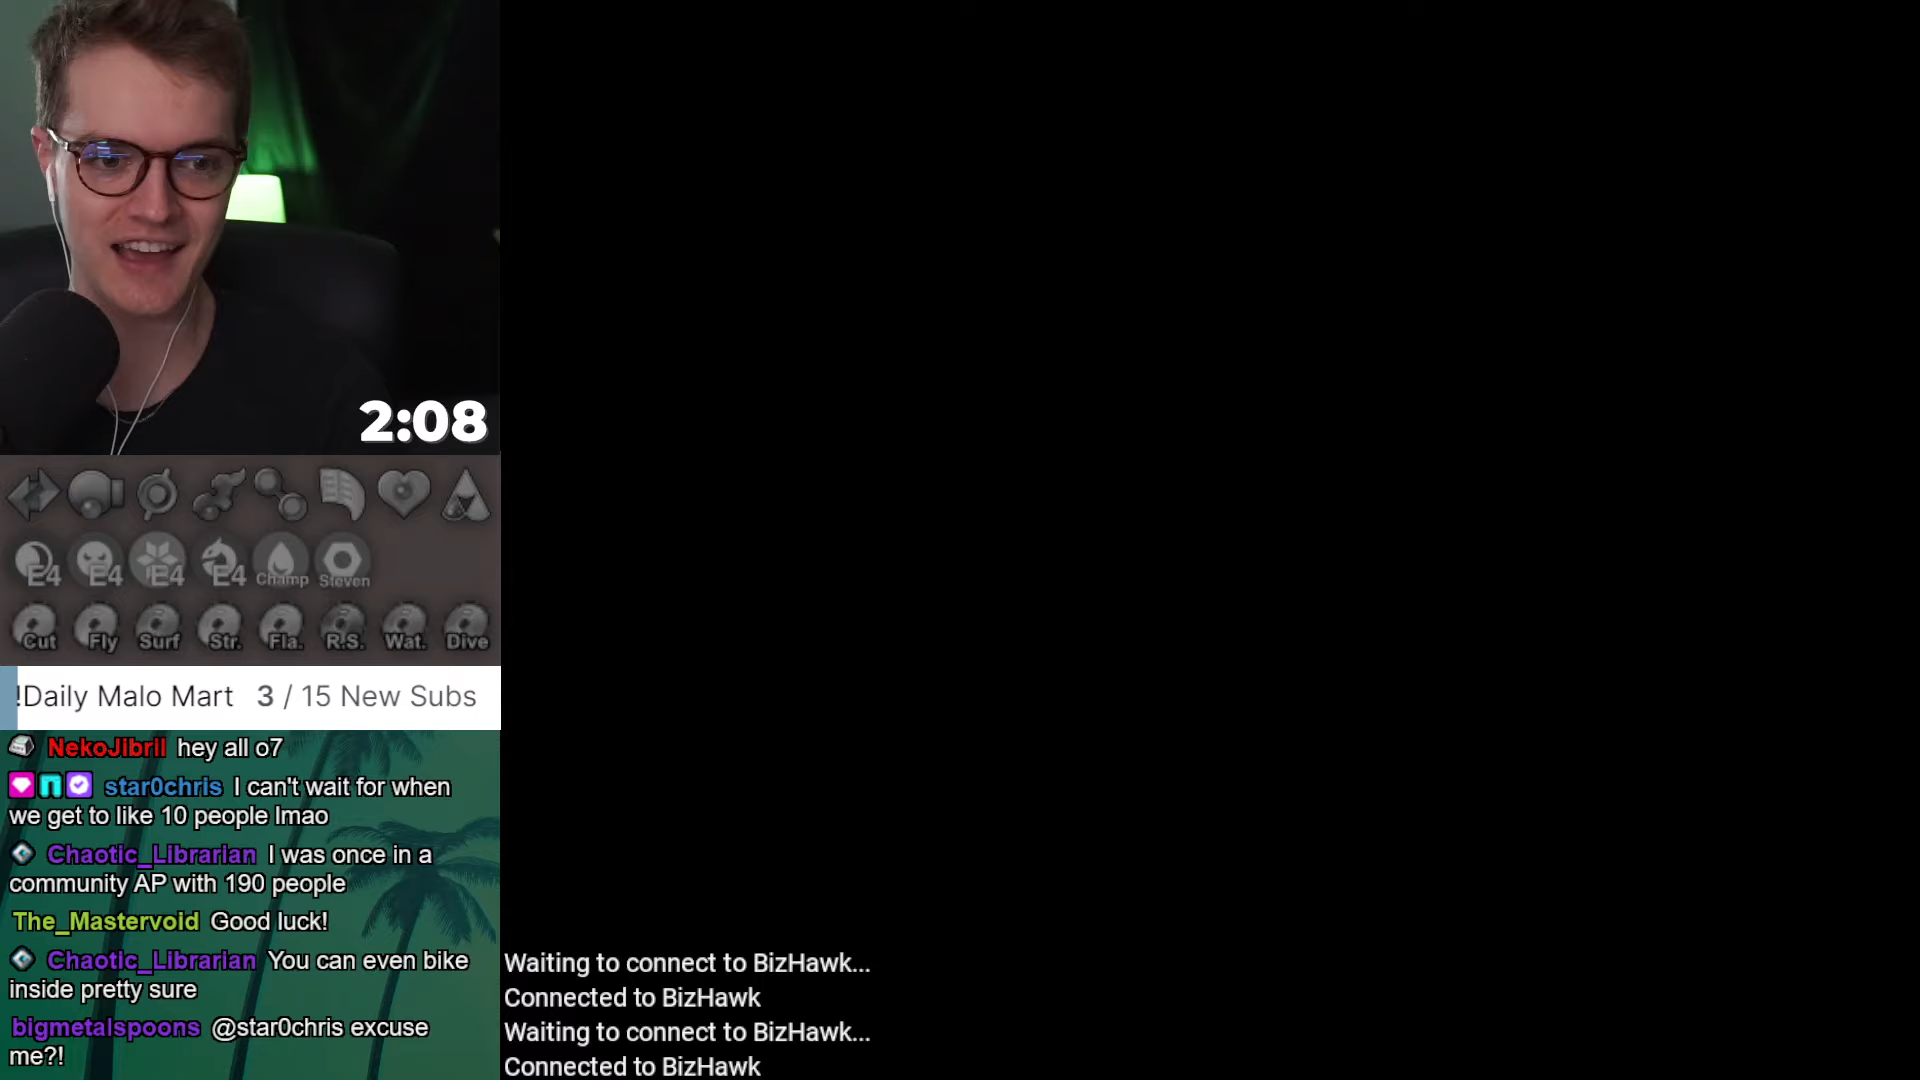 2:08
E4 E4 E4 E4 Champ Steven
Cut Fly Surf Str. Fla. R.S. Wat. Dive
!Daily Malo Mart 3 / 15 New Subs
NekoJibril hey all o7
star0chris I can't wait for when
we get to like 10 people lmao
Chaotic_Librarian I was once in a
community AP with 190 people
The_Mastervoid Good luck!
Chaotic_Librarian You can even bike
inside pretty sure
bigmetalspoons @star0chris excuse
me?!
Waiting to connect to BizHawk...
Connected to BizHawk
Waiting to connect to BizHawk...
Connected to BizHawk